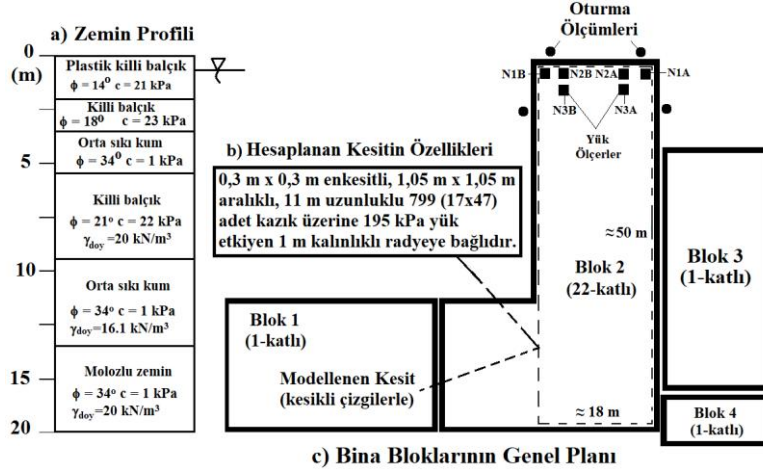 a) Zemin Profili
0
(m)
5
10
15
20
Plastik killi balçık
ϕ = 14⁰ c = 21 kPa
Killi balçık
ϕ = 18⁰ c = 23 kPa
Orta sıkı kum
ϕ = 34⁰ c = 1 kPa
Killi balçık
ϕ = 21° c = 22 kPa
γdoy=20 kN/m³
Orta sıkı kum
ϕ = 34° c = 1 kPa
γdoy=16.1 kN/m³
Molozlu zemin
ϕ = 34° c = 1 kPa
γdoy=20 kN/m³
b) Hesaplanan Kesitin Özellikleri
0,3 m x 0,3 m enkesitli, 1,05 m x 1,05 m
aralıklı, 11 m uzunluklu 799 (17x47)
adet kazık üzerine 195 kPa yük
etkiyen 1 m kalınlıklı radyeye bağlıdır.
Oturma
Ölçümleri
N1B
N2B
N2A
N1A
N3B
N3A
Yük
Ölçerler
≈50 m
Blok 2
(22-katlı)
Blok 3
(1-katlı)
Blok 1
(1-katlı)
Modellenen Kesit
(kesikli çizgilerle)
≈ 18 m
Blok 4
(1-katlı)
c) Bina Bloklarının Genel Planı